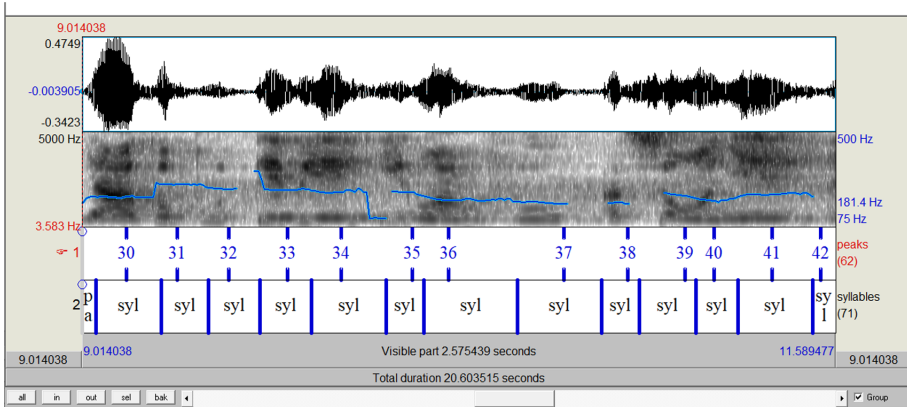 9.014038
0.4749
-0.003905
-0.3423
5000 Hz 500 Hz
181.4 Hz
3.583 Hz 75 Hz
1 30 31 32 33 34 35 36 37 38 39 40 41 42 peaks
(62)
2 pa syl syl syl syl syl syl syl syl syl syl syl syl syl syllables
(71)
9.014038 9.014038 Visible part 2.575439 seconds 11.589477 9.014038
Total duration 20.603515 seconds
all in out sel bak Group